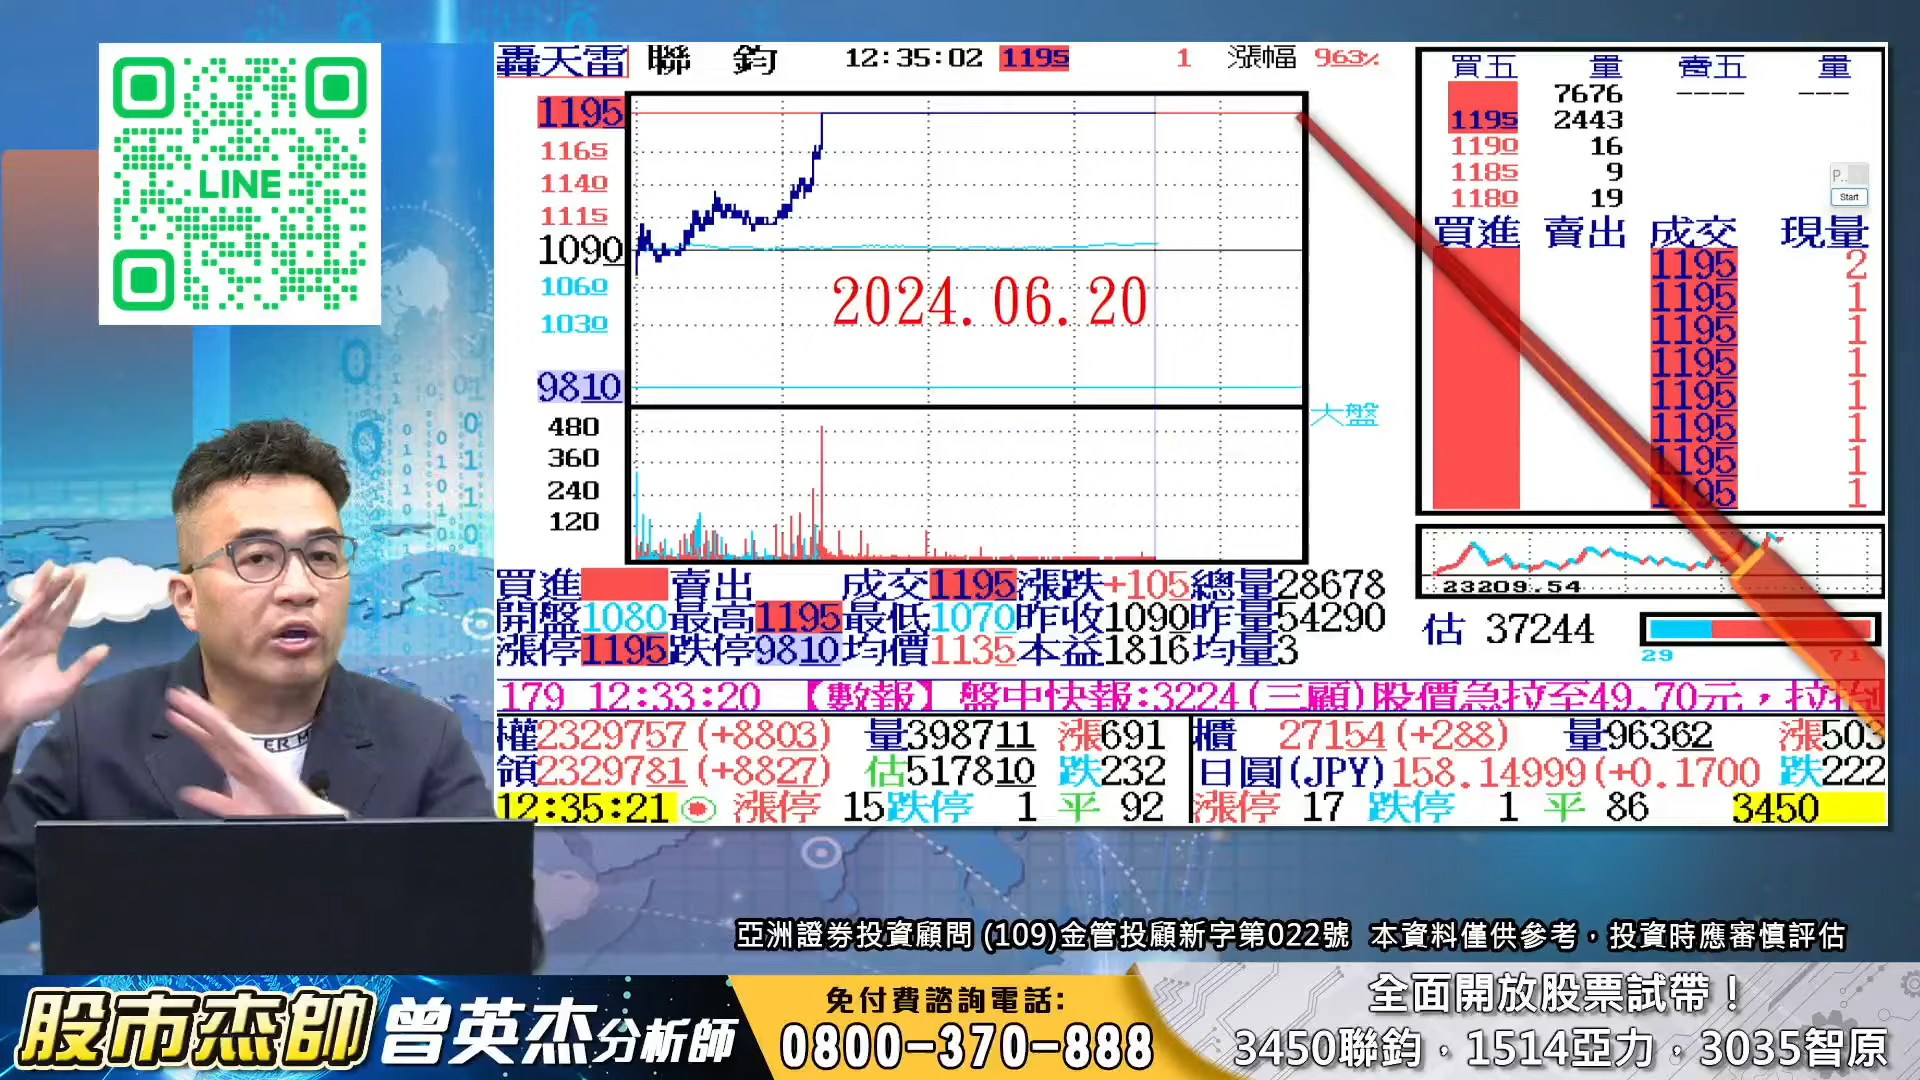 LINE
轟天雷 聯 鈞 12:35:02 1195 1 漲幅 963%
1195
1165
1140
1115
1090
1060
1030
9810
480
360
240
120
2024.06.20
大盤
買五 量 賣五 量
7676 ---- ---
1195 2443
1190 16
1185 9
1180 19
P..
Start
買進 賣出 成交 現量
1195 2
1195 1
1195 1
1195 1
1195 1
1195 1
1195 1
1195 1
23209.54
估 37244
29 71
買進 賣出 成交1195漲跌+105總量28678
開盤1080最高1195最低1070昨收1090昨量54290
漲停1195跌停9810均價1135本益1816均量3
179 12:33:20 【數報】盤中快報:3224(三顧)股價急拉至49.70元，拉抬
權2329757(+8803) 量398711 漲691 櫃 27154(+288) 量96362 漲503
領2329781(+8827) 估517810 跌232 日圓(JPY)158.14999(+0.1700 跌222
12:35:21 漲停 15跌停 1 平 92 漲停 17 跌停 1 平 86 3450
亞洲證券投資顧問 (109)金管投顧新字第022號 本資料僅供參考，投資時應審慎評估
股市杰帥 曾英杰分析師
免付費諮詢電話:
0800-370-888
全面開放股票試帶！
3450聯鈞，1514亞力，3035智原